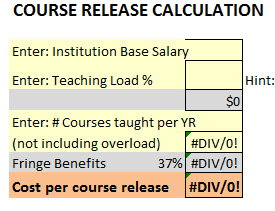 COURSE RELEASE CALCULATION
Enter: Institution Base Salary
Enter: Teaching Load % Hint:
$0
Enter: # Courses taught per YR
(not including overload) #DIV/0!
Fringe Benefits 37% #DIV/0!
Cost per course release #DIV/0!